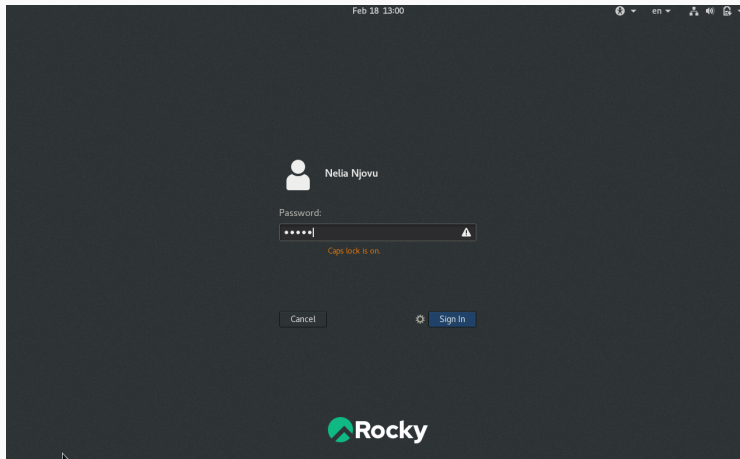 Feb 18 13:00
en
Nelia Njovu
Password:
Caps lock is on.
Cancel
Sign In
Rocky